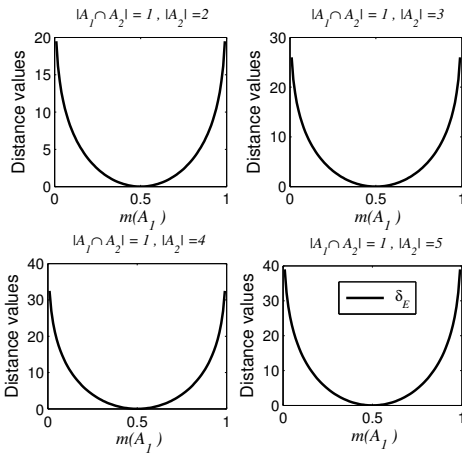 |A₁∩ A₂| = 1 , |A₂| =2
20
15
10
5
0
0
0.5
1
Distance values
m(A₁ )
|A₁∩ A₂| = 1 , |A₂| =3
30
20
10
0
0
0.5
1
Distance values
m(A₁ )
|A₁∩ A₂| = 1 , |A₂| =4
40
30
20
10
0
0
0.5
1
Distance values
m(A₁ )
|A₁∩ A₂| = 1 , |A₂| =5
40
30
20
10
0
0
0.5
1
Distance values
m(A₁ )
δ_E